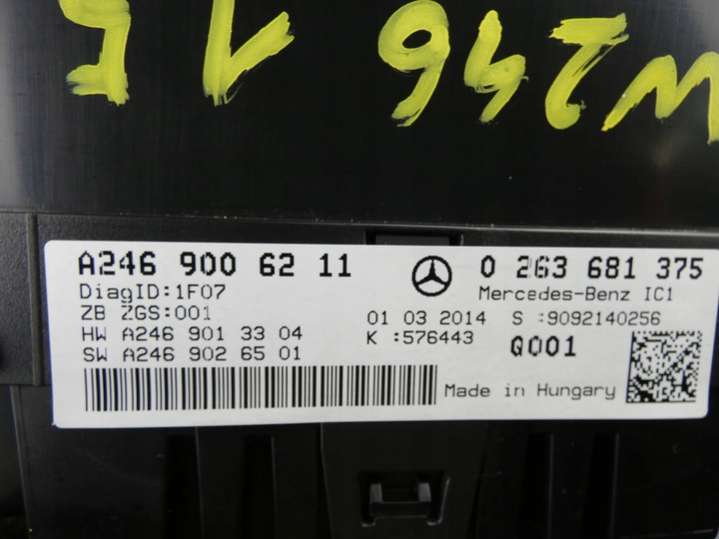 W246 1
A246 900 62 11
DiagID:1F07
ZB ZGS:001
HW A246 901 33 04
SW A246 902 65 01
01 03 2014
K :576443
0 263 681 375
Mercedes-Benz IC1
S :9092140256
Q001
Made in Hungary